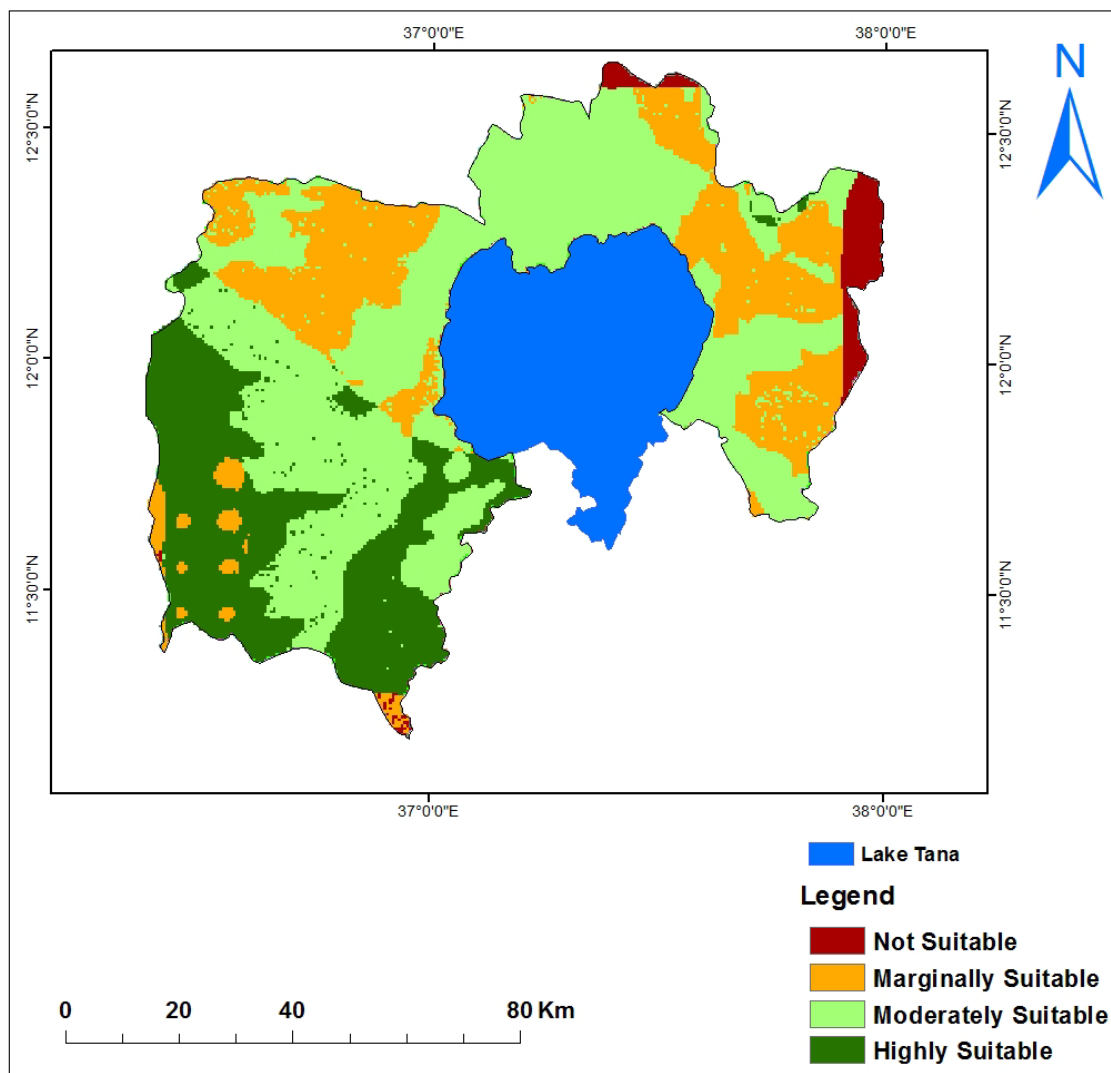 37°0'0"E
38°0'0"E
N
12°30'0"N
12°30'0"N
12°0'0"N
12°0'0"N
11°30'0"N
11°30'0"N
37°0'0"E
38°0'0"E
Lake Tana
Legend
Not Suitable
Marginally Suitable
Moderately Suitable
Highly Suitable
0 20 40 80 Km